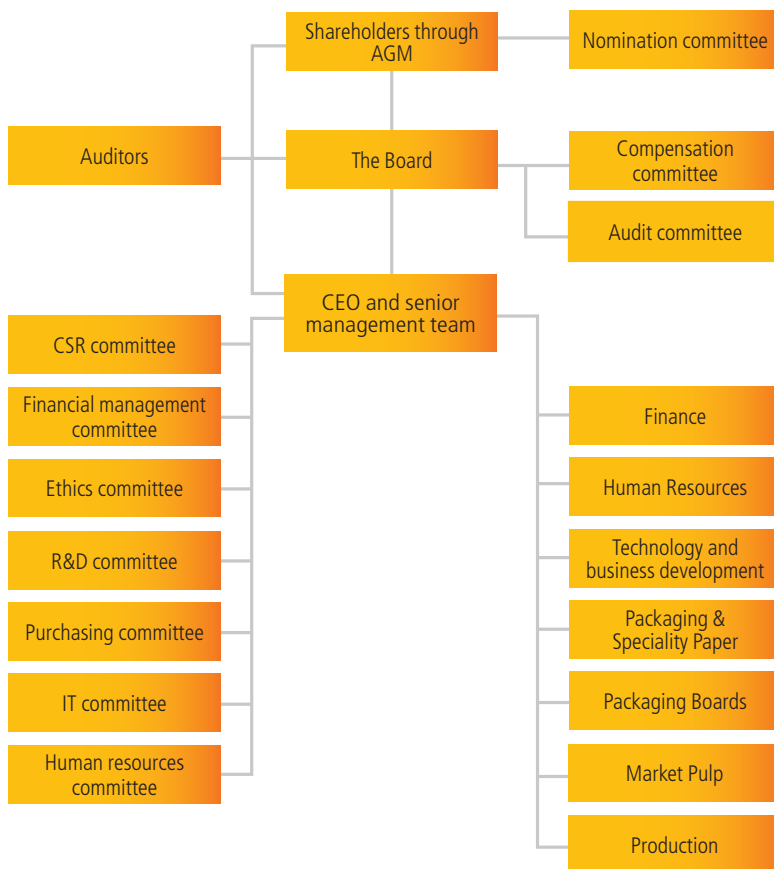 Shareholders through
AGM
Nomination committee
Auditors
The Board
Compensation
committee
Audit committee
CEO and senior
management team
CSR committee
Financial management
committee
Ethics committee
R&D committee
Purchasing committee
IT committee
Human resources
committee
Finance
Human Resources
Technology and
business development
Packaging &
Speciality Paper
Packaging Boards
Market Pulp
Production